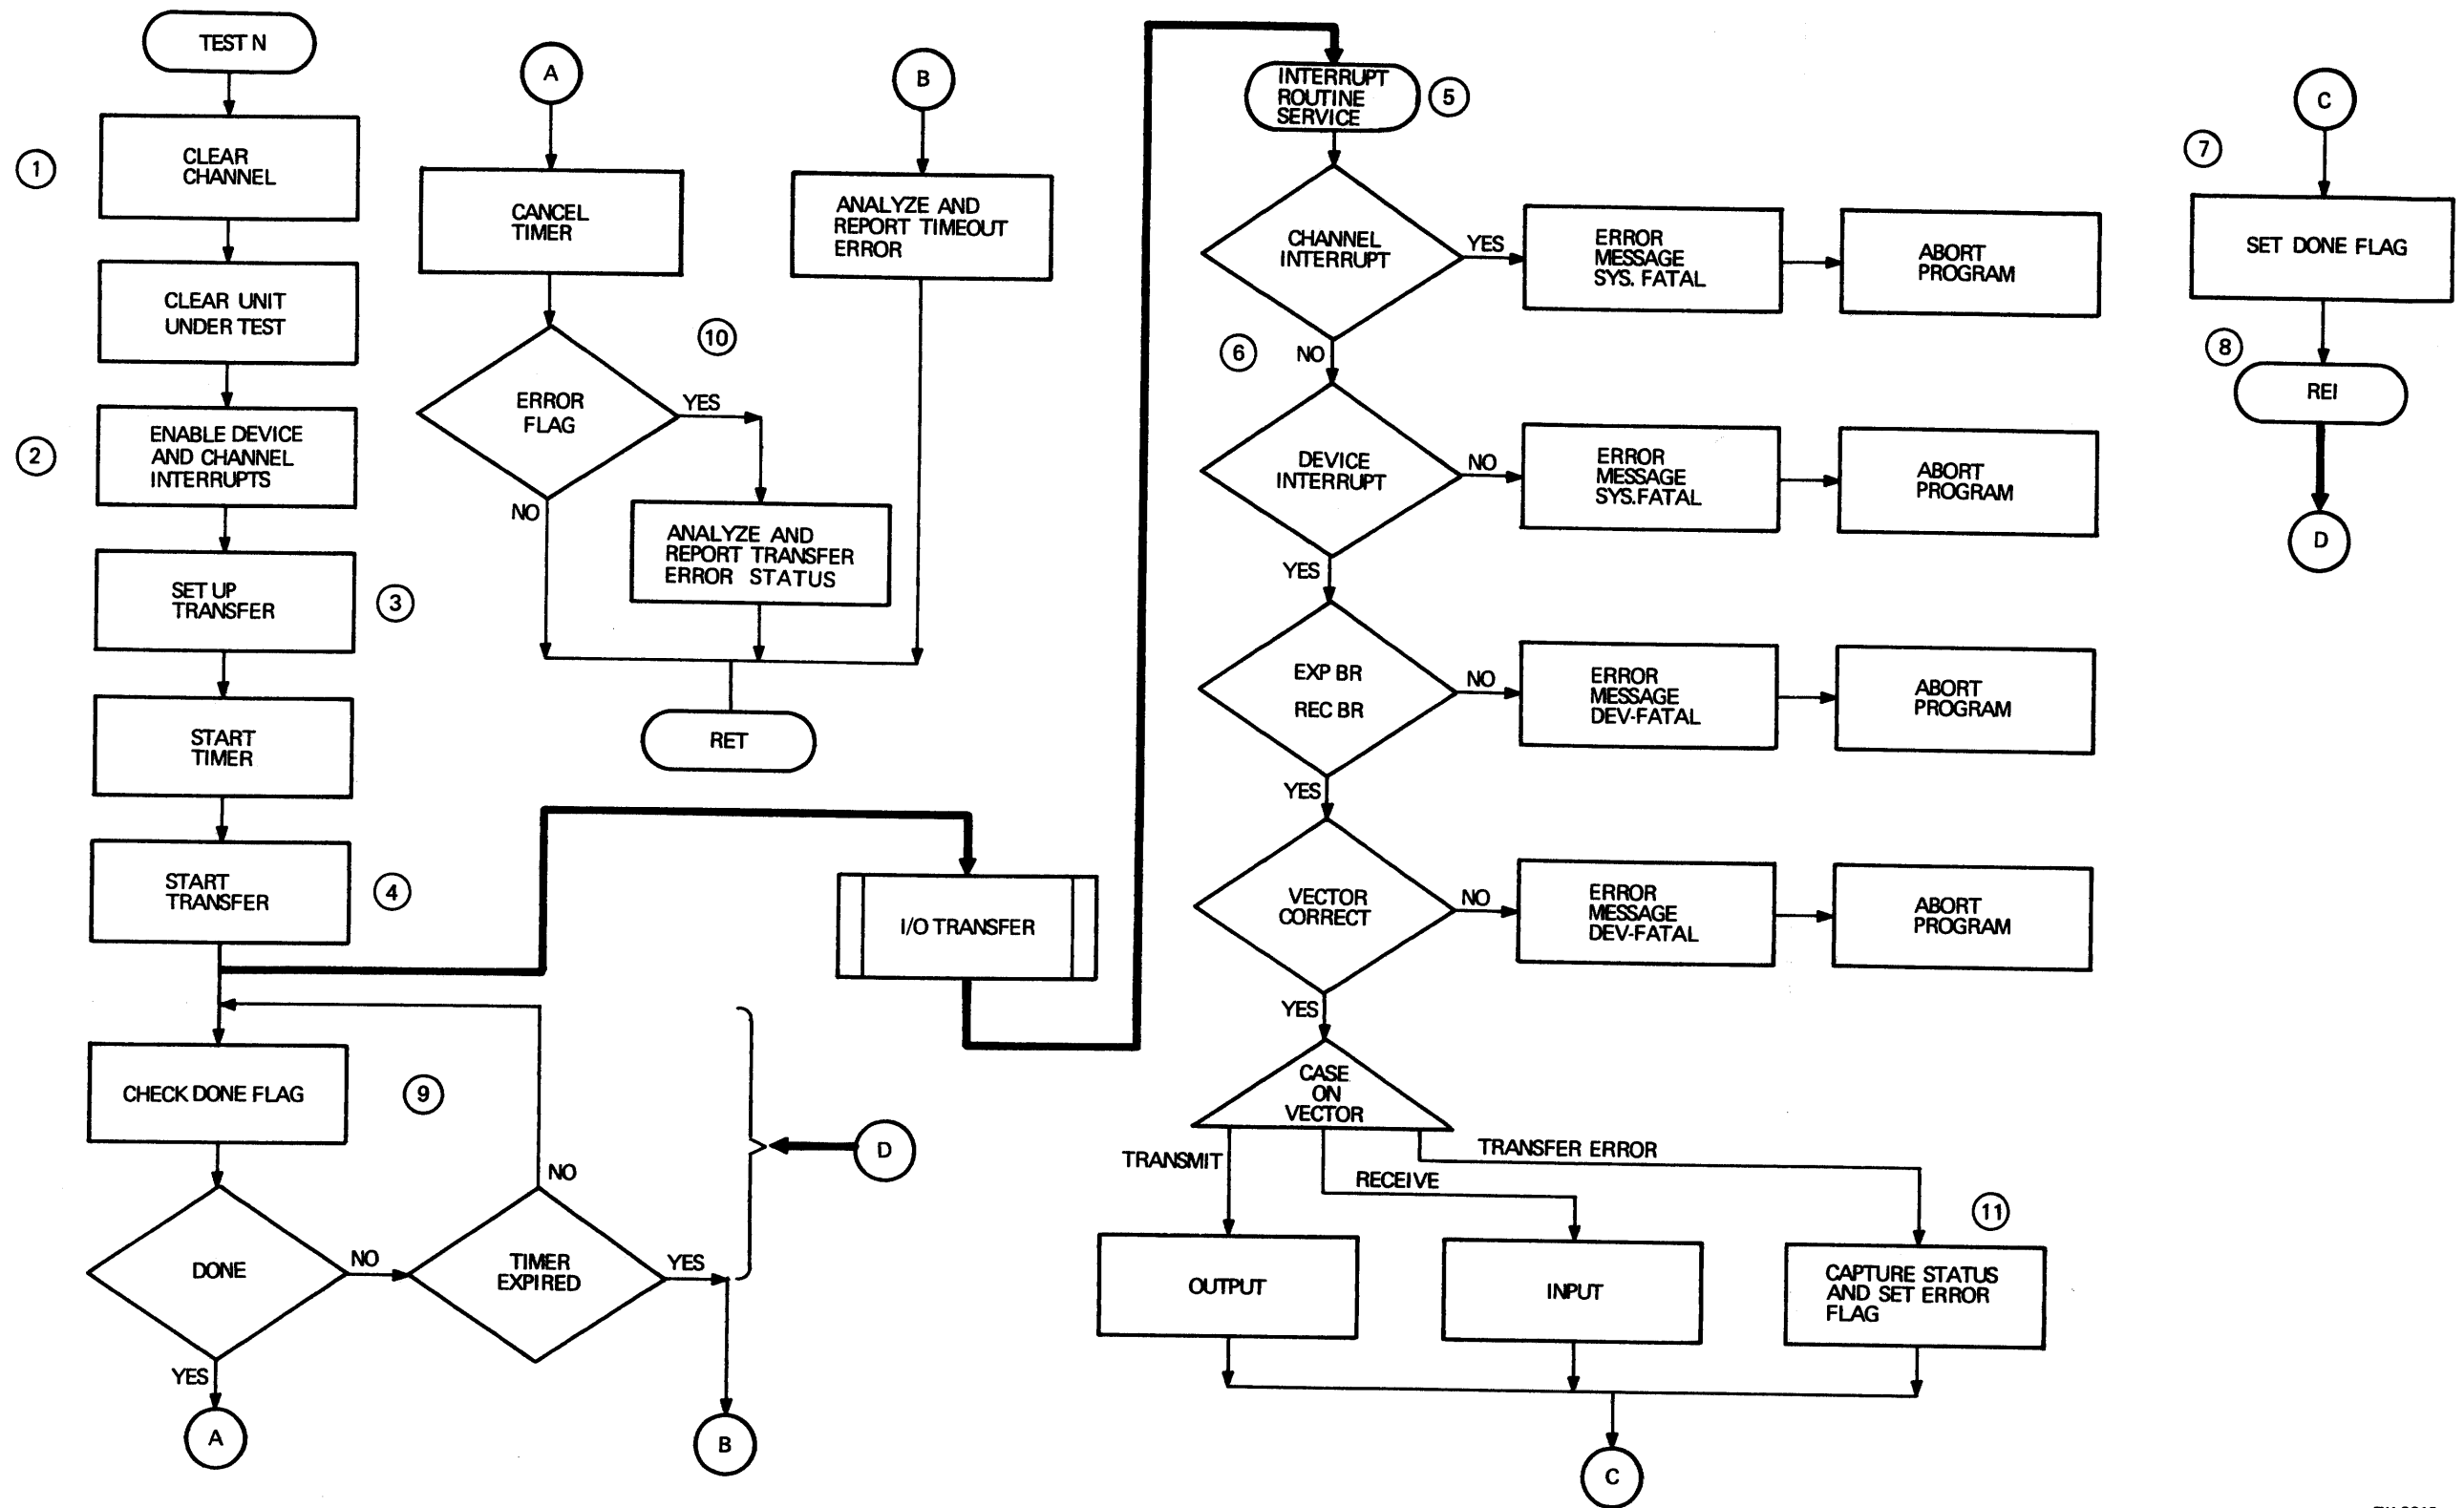 TEST N
1
CLEAR
CHANNEL
CLEAR UNIT
UNDER TEST
2
ENABLE DEVICE
AND CHANNEL
INTERRUPTS
SET UP
TRANSFER
3
START
TIMER
START
TRANSFER
4
CHECK DONE FLAG
9
DONE
NO
YES
A
TIMER
EXPIRED
NO
YES
B
D
A
CANCEL
TIMER
10
ERROR
FLAG
YES
NO
ANALYZE AND
REPORT TRANSFER
ERROR STATUS
B
ANALYZE AND
REPORT TIMEOUT
ERROR
RET
I/O TRANSFER
INTERRUPT
ROUTINE
SERVICE
5
CHANNEL
INTERRUPT
YES
ERROR
MESSAGE
SYS. FATAL
ABORT
PROGRAM
6
NO
DEVICE
INTERRUPT
NO
ERROR
MESSAGE
SYS.FATAL
ABORT
PROGRAM
YES
EXP BR
REC BR
NO
ERROR
MESSAGE
DEV-FATAL
ABORT
PROGRAM
YES
VECTOR
CORRECT
NO
ERROR
MESSAGE
DEV-FATAL
ABORT
PROGRAM
YES
CASE
ON
VECTOR
TRANSMIT
RECEIVE
TRANSFER ERROR
11
OUTPUT
INPUT
CAPTURE STATUS
AND SET ERROR
FLAG
C
C
7
SET DONE FLAG
8
REI
D